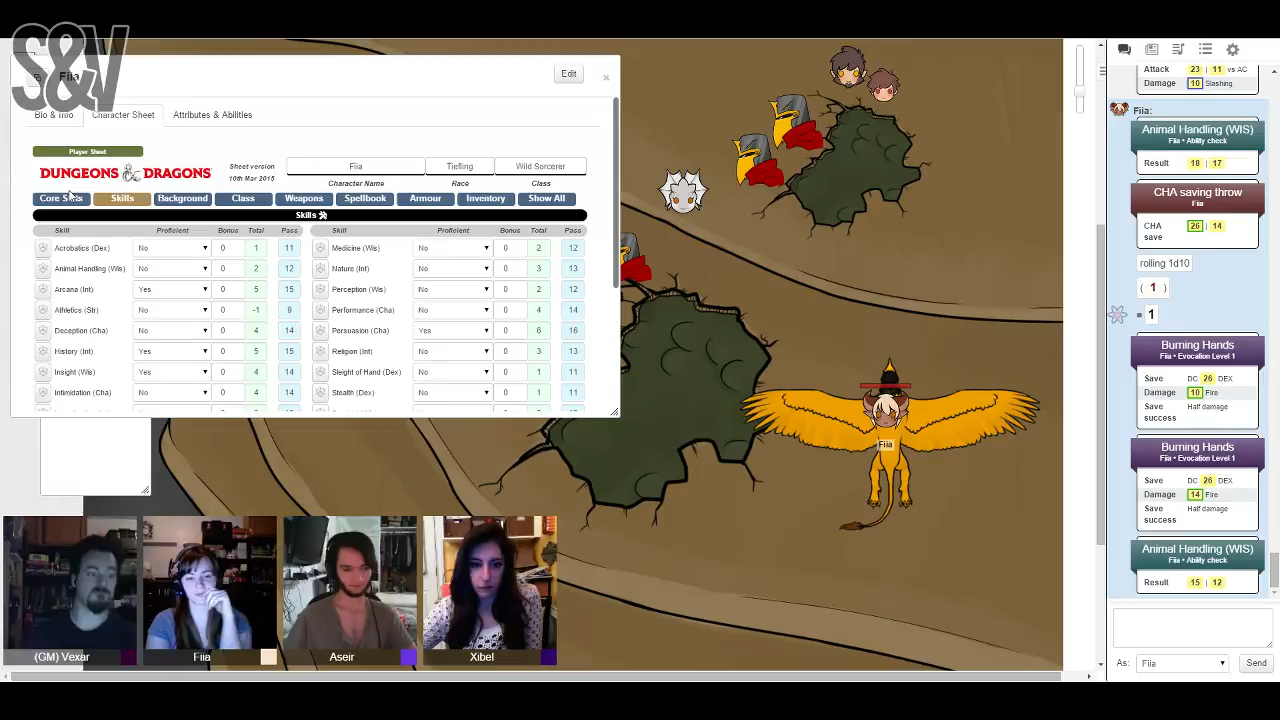 S&V
Fiia
Edit
×
Bio & Info
Character Sheet
Attributes & Abilities
Player Sheet
DUNGEONS & DRAGONS
Sheet version
10th Mar 2015
Fiia
Tiefling
Wild Sorcerer
Character Name
Race
Class
Core Stats
Skills
Background
Class
Weapons
Spellbook
Armour
Inventory
Show All
Skills
Skill Proficient Bonus Total Pass Skill Proficient Bonus Total Pass
Acrobatics (Dex) No 0 1 11 Medicine (Wis) No 0 2 12
Animal Handling (Wis) No 0 2 12 Nature (Int) No 0 3 13
Arcana (Int) Yes 0 5 15 Perception (Wis) No 0 2 12
Athletics (Str) No 0 -1 9 Performance (Cha) No 0 4 14
Deception (Cha) No 0 4 14 Persuasion (Cha) Yes 0 6 16
History (Int) Yes 0 5 15 Religion (Int) No 0 3 13
Insight (Wis) Yes 0 4 14 Sleight of Hand (Dex) No 0 1 11
Intimidation (Cha) No 0 4 14 Stealth (Dex) No 0 1 11
Fiia
(GM) Vexar
Fiia
Aseir
Xibel
Attack 23 | 11 vs AC
Damage 10 Slashing
Fiia:
Animal Handling (WIS)
Fiia • Ability check
Result 18 | 17
CHA saving throw
Fiia
CHA save 26 | 14
rolling 1d10
( 1 )
= 1
Burning Hands
Fiia • Evocation Level 1
Save DC 26 DEX
Damage 10 Fire
Save success Half damage
Burning Hands
Fiia • Evocation Level 1
Save DC 26 DEX
Damage 14 Fire
Save success Half damage
Animal Handling (WIS)
Fiia • Ability check
Result 15 | 12
As: Fiia Send